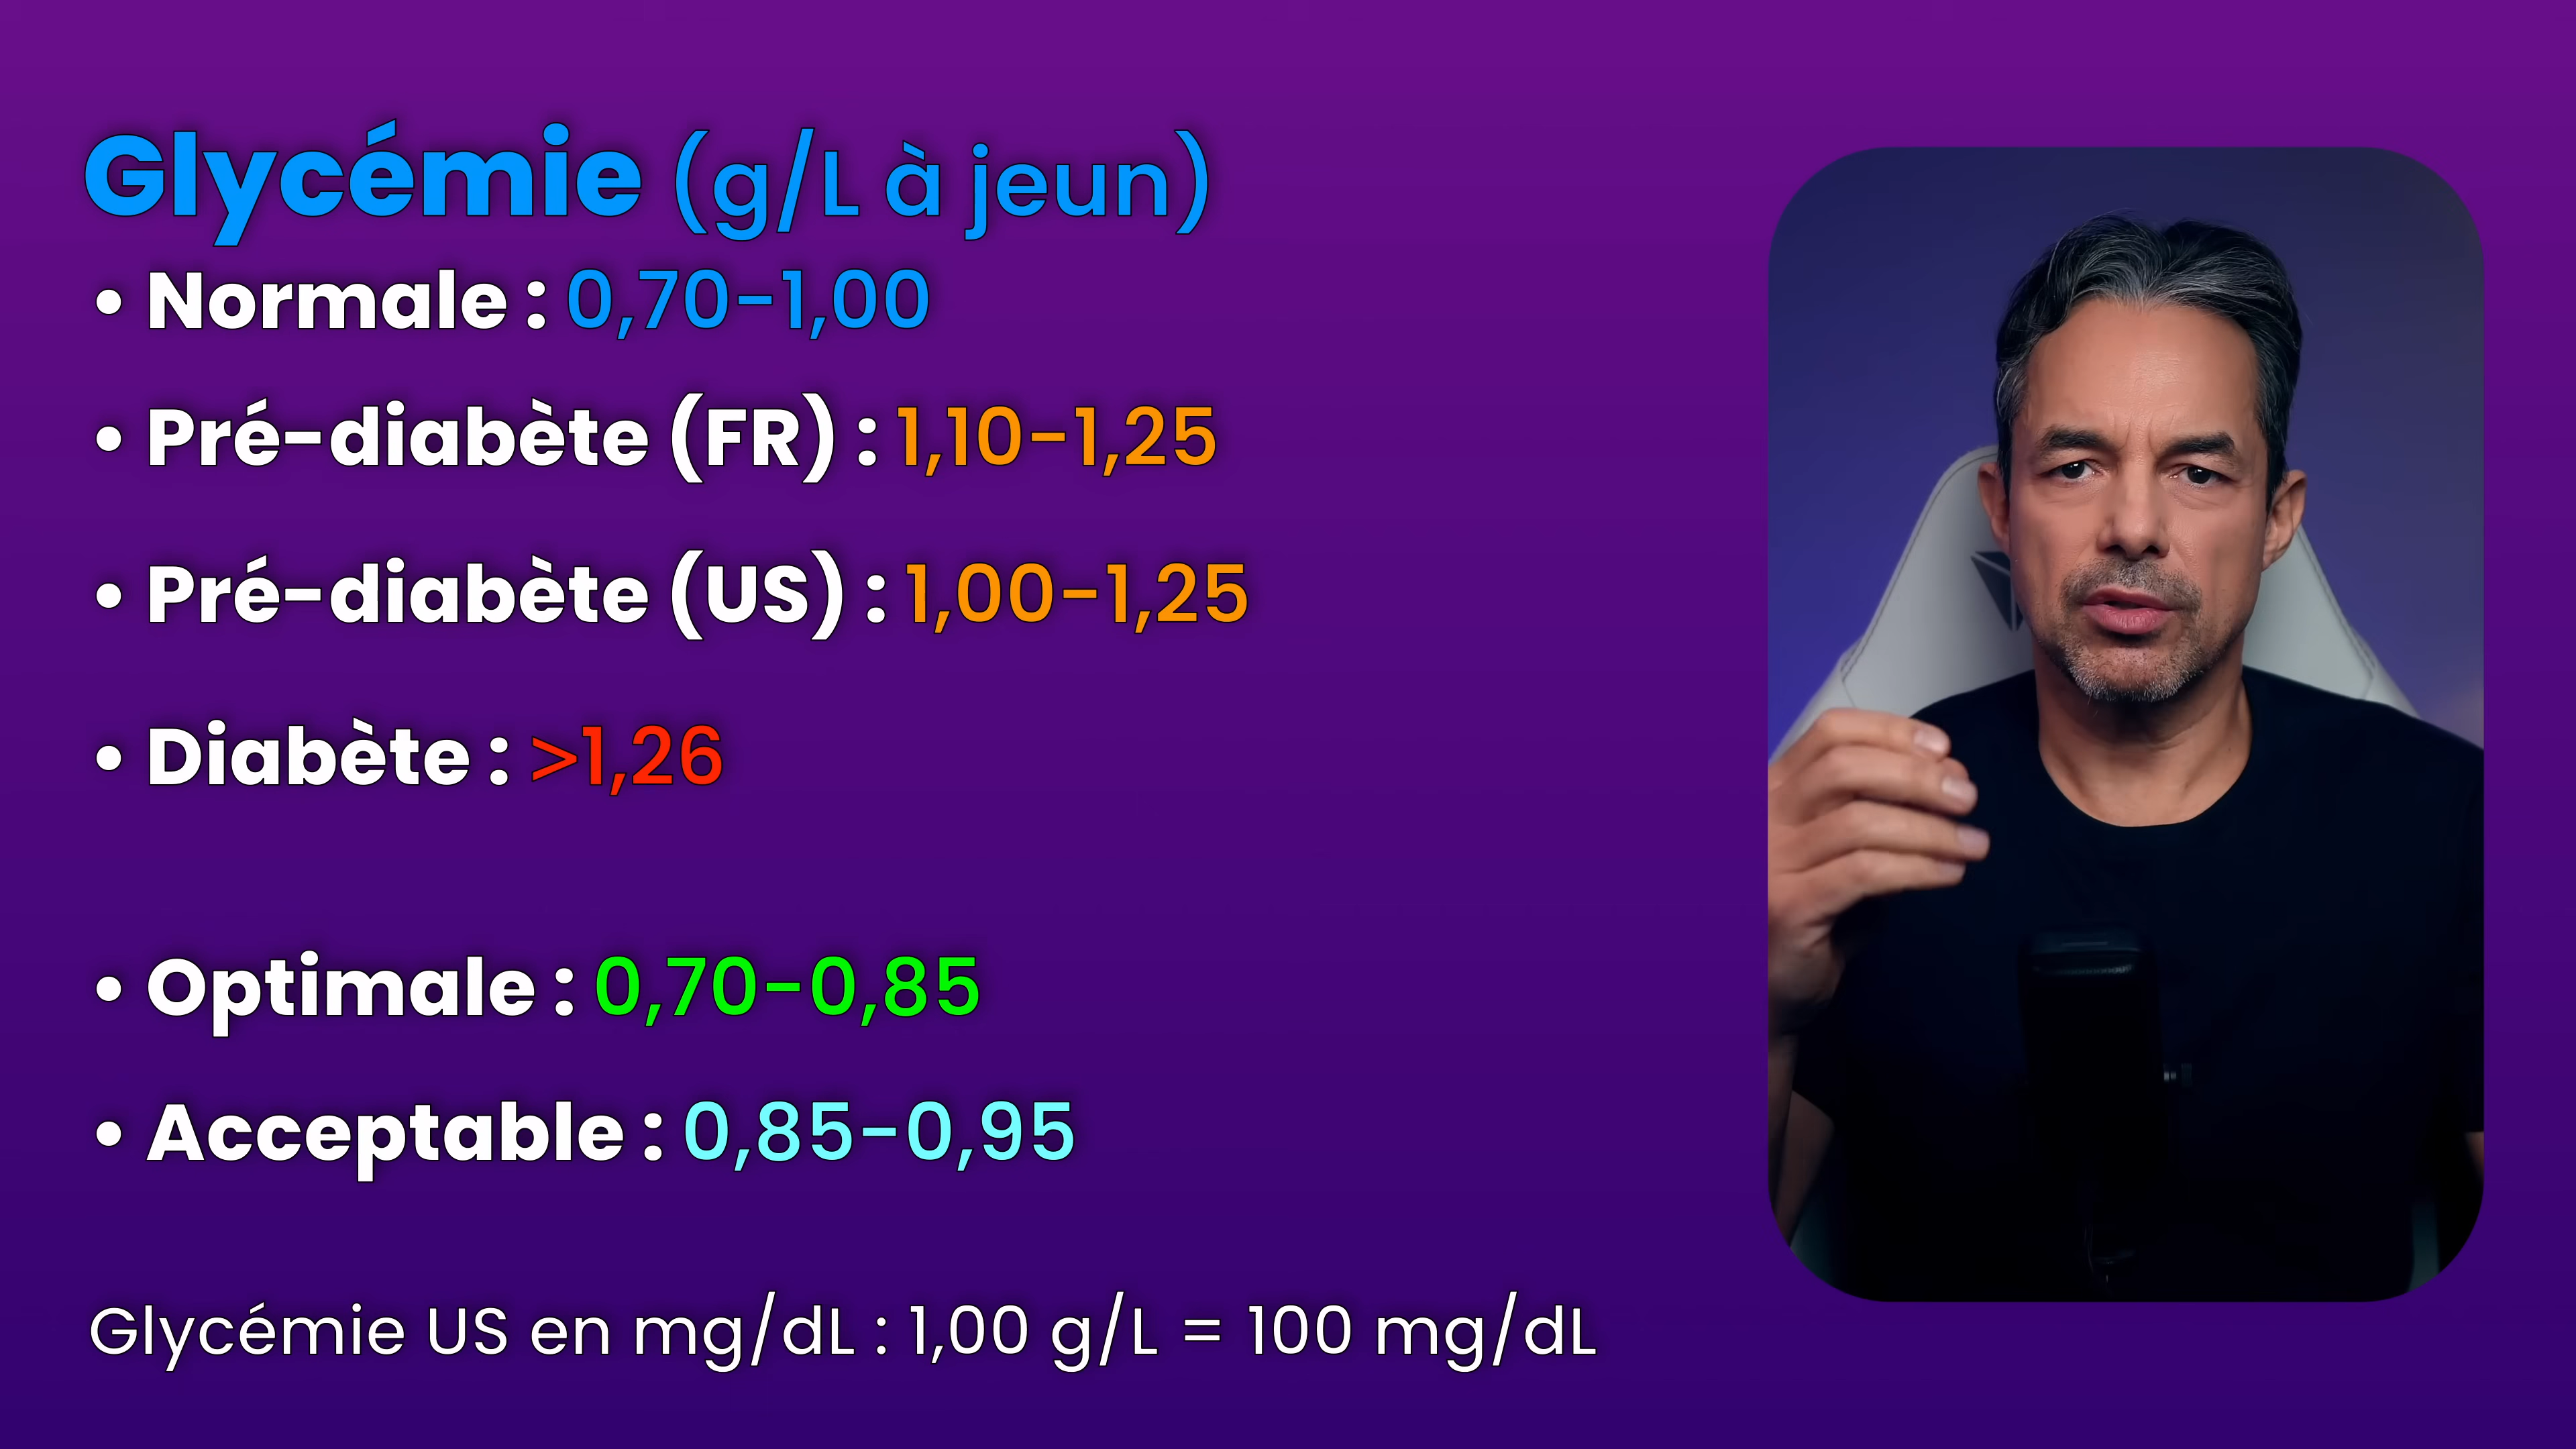 Glycémie (g/L à jeun)
• Normale : 0,70-1,00
• Pré-diabète (FR) : 1,10-1,25
• Pré-diabète (US) : 1,00-1,25
• Diabète : >1,26
• Optimale : 0,70-0,85
• Acceptable : 0,85-0,95
Glycémie US en mg/dL : 1,00 g/L = 100 mg/dL